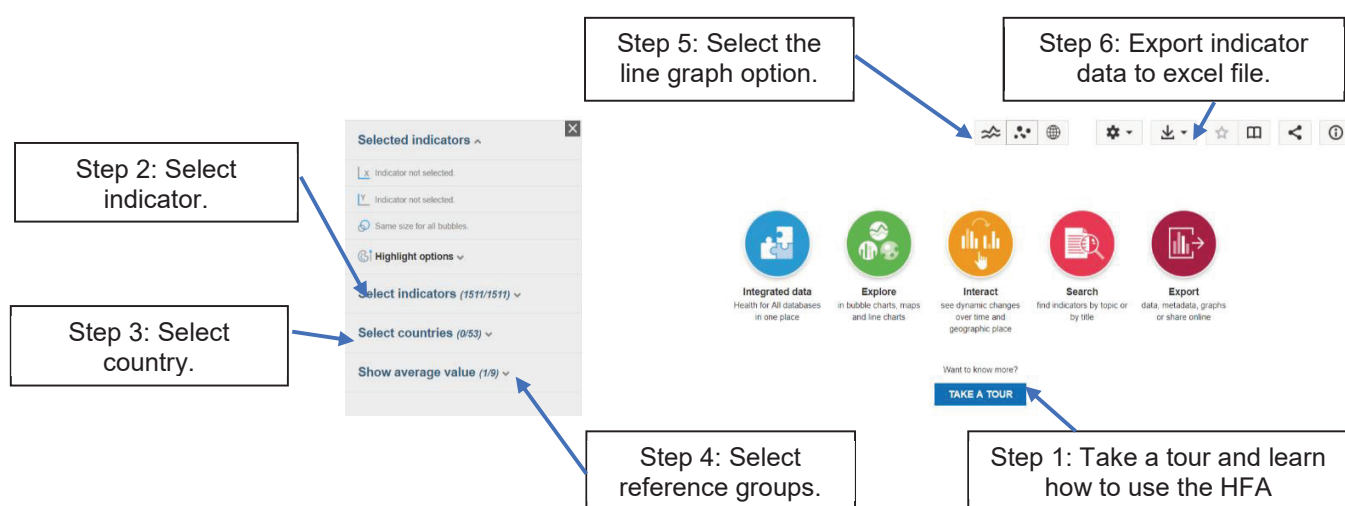 Step 5: Select the
line graph option.
Step 6: Export indicator
data to excel file.
Step 2: Select
indicator.
Step 3: Select
country.
Selected indicators
X Indicator not selected.
Y Indicator not selected.
Same size for all bubbles.
Highlight options
Select indicators (1511/1511)
Select countries (0/53)
Show average value (1/9)
Integrated data
Health for All databases
in one place
Explore
in bubble charts, maps
and line charts
Interact
see dynamic changes
over time and
geographic place
Search
find indicators by topic or
by title
Export
data, metadata, graphs
or share online
Want to know more?
TAKE A TOUR
Step 4: Select
reference groups.
Step 1: Take a tour and learn
how to use the HFA